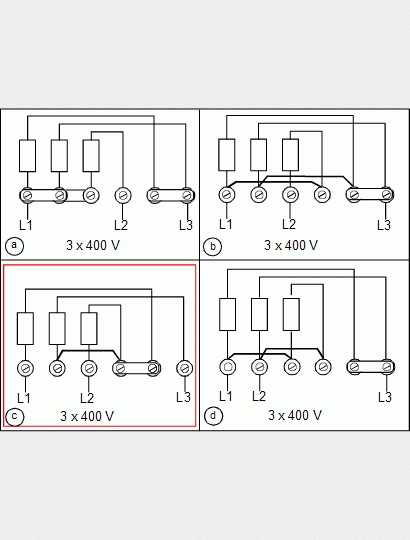 L1 L2 L3
a 3 x 400 V
L1 L2 L3
b 3 x 400 V
L1 L2 L3
c 3 x 400 V
L1 L2 L3
d 3 x 400 V